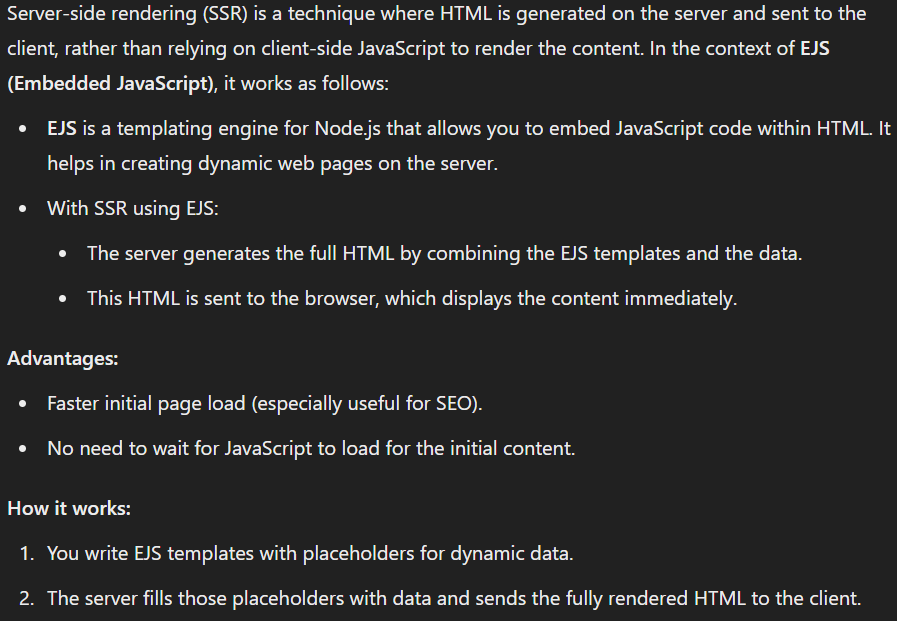 Server-side rendering (SSR) is a technique where HTML is generated on the server and sent to the
client, rather than relying on client-side JavaScript to render the content. In the context of EJS
(Embedded JavaScript), it works as follows:
• EJS is a templating engine for Node.js that allows you to embed JavaScript code within HTML. It
helps in creating dynamic web pages on the server.
• With SSR using EJS:
• The server generates the full HTML by combining the EJS templates and the data.
• This HTML is sent to the browser, which displays the content immediately.
Advantages:
• Faster initial page load (especially useful for SEO).
• No need to wait for JavaScript to load for the initial content.
How it works:
1. You write EJS templates with placeholders for dynamic data.
2. The server fills those placeholders with data and sends the fully rendered HTML to the client.